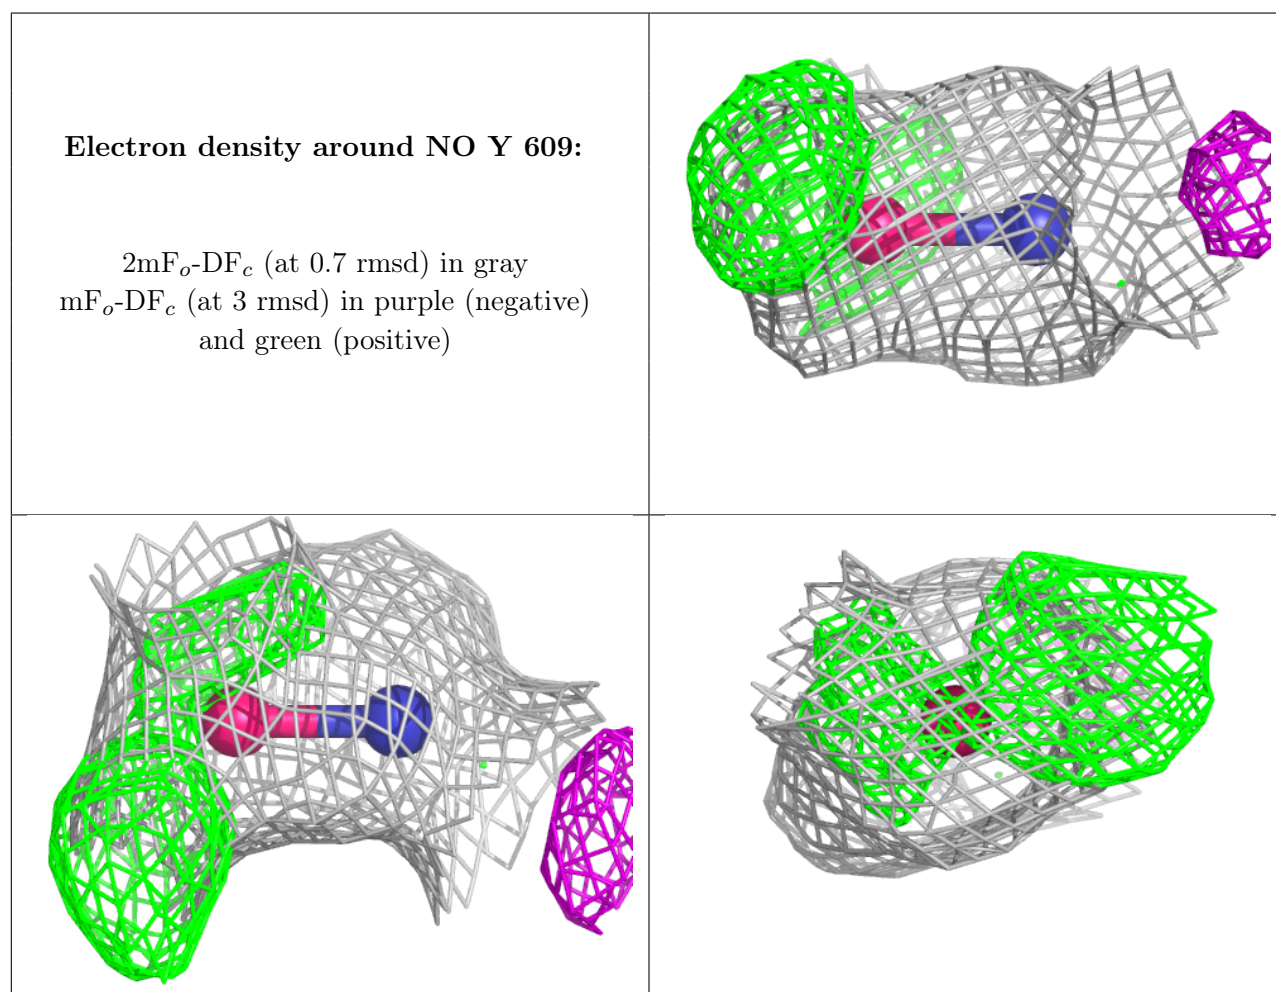 Electron density around NO Y 609:
2mFo-DFc (at 0.7 rmsd) in gray
mFo-DFc (at 3 rmsd) in purple (negative)
and green (positive)